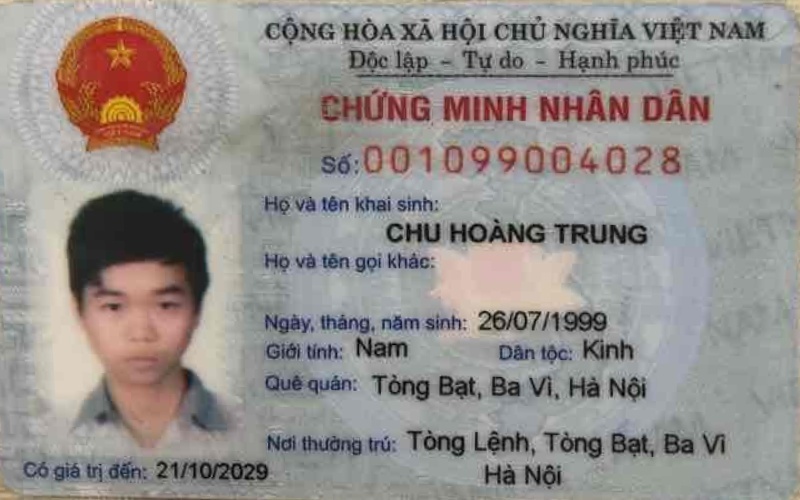 CỘNG HÒA XÃ HỘI CHỦ NGHĨA VIỆT NAM
Độc lập - Tự do - Hạnh phúc
CHỨNG MINH NHÂN DÂN
Số: 001099004028
Họ và tên khai sinh:
CHU HOÀNG TRUNG
Họ và tên gọi khác:
Ngày, tháng, năm sinh: 26/07/1999
Giới tính: Nam Dân tộc: Kinh
Quê quán: Tòng Bạt, Ba Vì, Hà Nội
Nơi thường trú: Tòng Lệnh, Tòng Bạt, Ba Vì
Hà Nội
Có giá trị đến: 21/10/2029